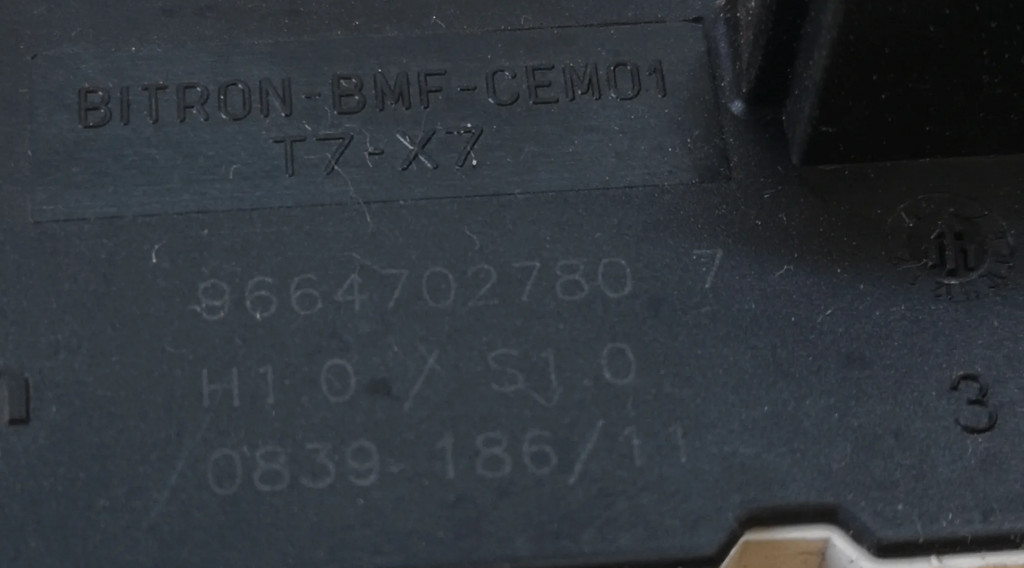 BITRON-BMF-CEM01
T7-X7
9664702780 7
H1.0 / S1.0
0839 186/11
3